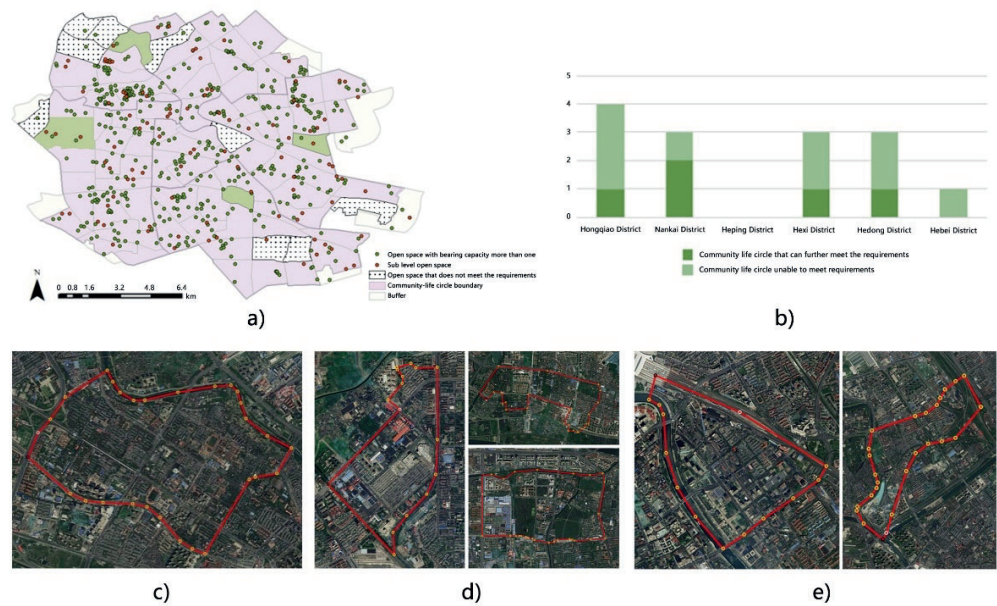 N
0 0.8 1.6 3.2 4.8 6.4
km
Open space with bearing capacity more than one
Sub level open space
Open space that does not meet the requirements
Community-life circle boundary
Buffer
a)
5
4
3
2
1
0
Hongqiao District Nankai District Heping District Hexi District Hedong District Hebei District
Community life circle that can further meet the requirements
Community life circle unable to meet requirements
b)
c) d) e)